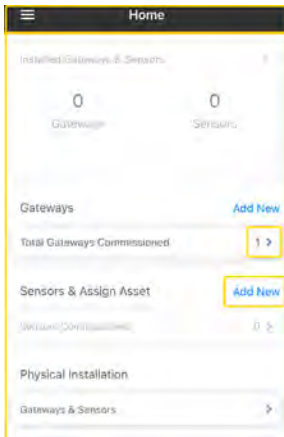 Home
Installed Gateways & Sensors
0 0
Gateways Sensors
Gateways Add New
Total Gateways Commissioned 1 >
Sensors & Assign Asset Add New
Sensors Commissioned 0 >
Physical Installation
Gateways & Sensors >